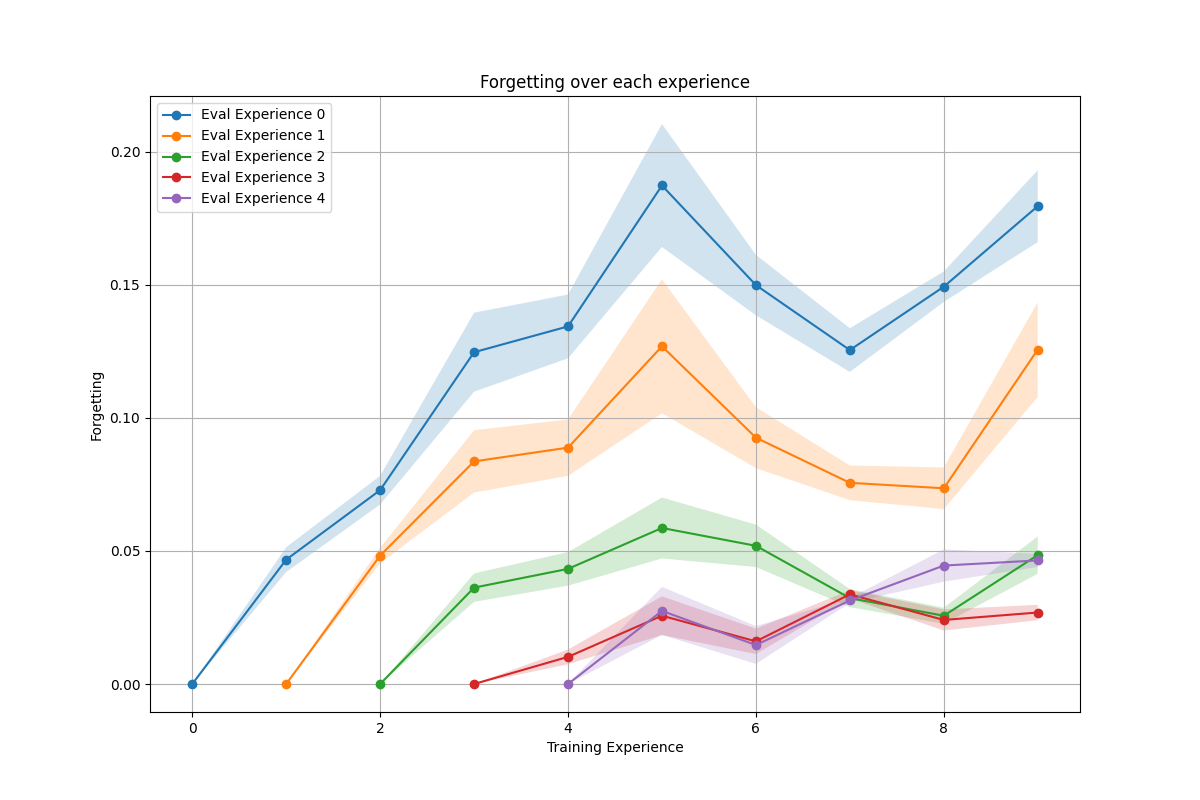 Forgetting over each experience
Eval Experience 0
Eval Experience 1
Eval Experience 2
Eval Experience 3
Eval Experience 4
0.20
0.15
0.10
0.05
0.00
Forgetting
0 2 4 6 8
Training Experience